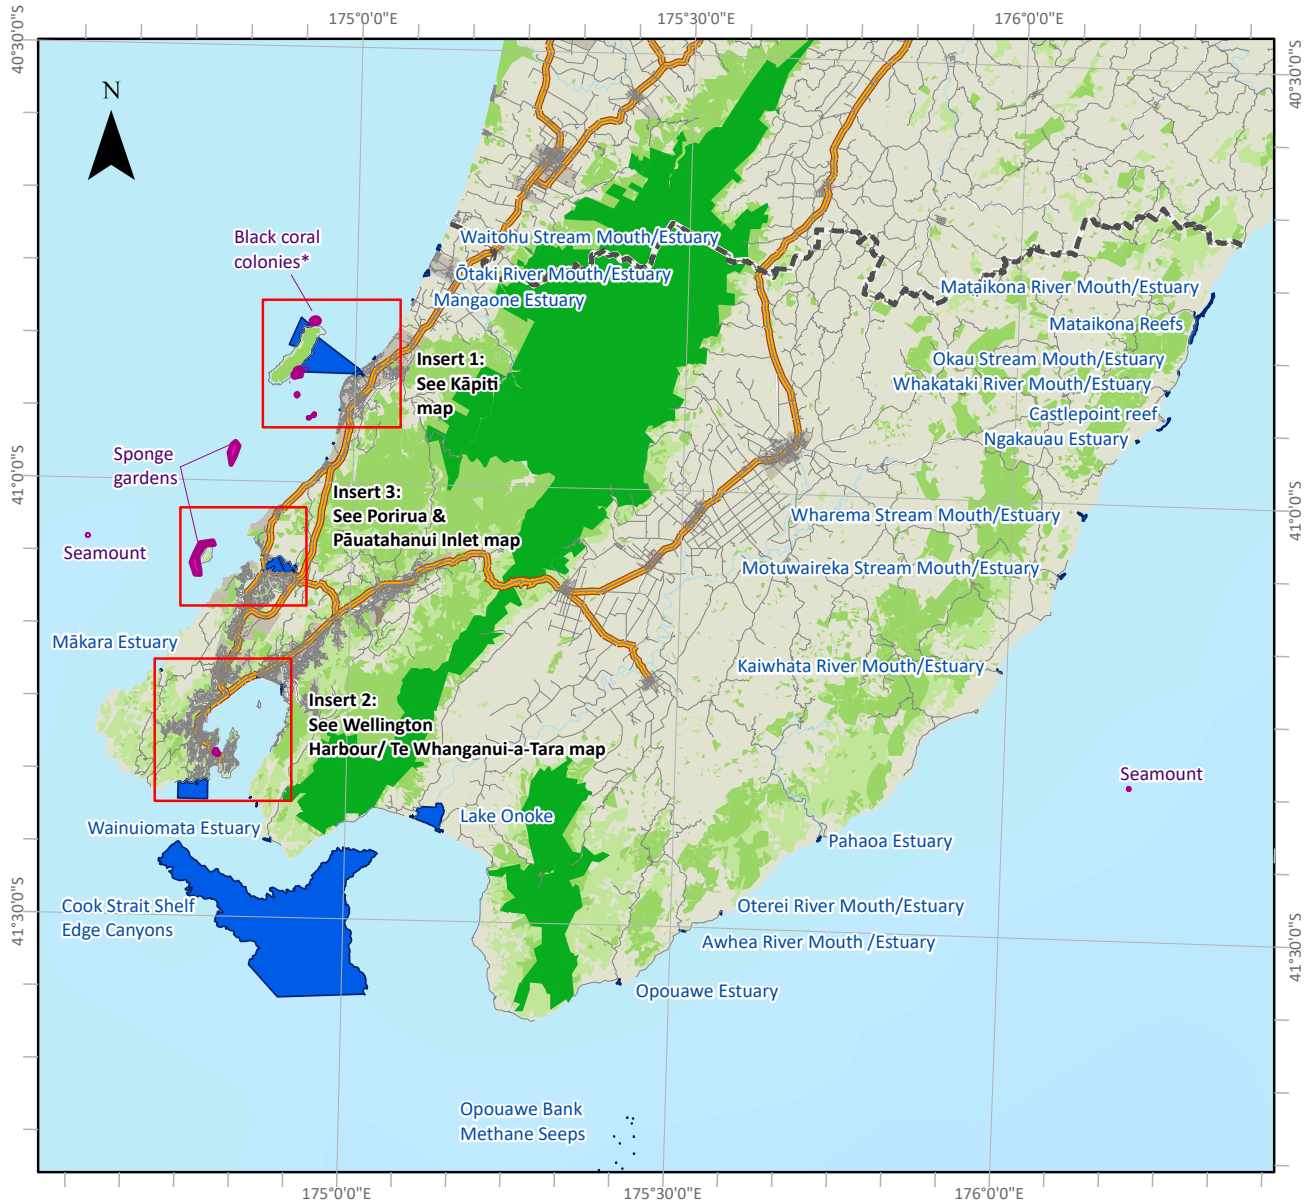 175°0'0"E
175°30'0"E
176°0'0"E
40°30'0"S
40°30'0"S
N
Black coral
colonies*
Waitohu Stream Mouth/Estuary
Ōtaki River Mouth/Estuary
Mangaone Estuary
Mataikona River Mouth/Estuary
Mataikona Reefs
Insert 1:
See Kāpiti
map
Okau Stream Mouth/Estuary
Whakataki River Mouth/Estuary
Castlepoint reef
Ngakauau Estuary
Sponge
gardens
41°0'0"S
41°0'0"S
Insert 3:
See Porirua &
Pāuatahanui Inlet map
Wharema Stream Mouth/Estuary
Seamount
Motuwaireka Stream Mouth/Estuary
Mākara Estuary
Kaiwhata River Mouth/Estuary
Insert 2:
See Wellington
Harbour/ Te Whanganui-a-Tara map
Seamount
Wainuiomata Estuary
Lake Onoke
Pahaoa Estuary
Cook Strait Shelf
Edge Canyons
41°30'0"S
41°30'0"S
Oterei River Mouth/Estuary
Awhea River Mouth /Estuary
Opouawe Estuary
Opouawe Bank
Methane Seeps
175°0'0"E
175°30'0"E
176°0'0"E